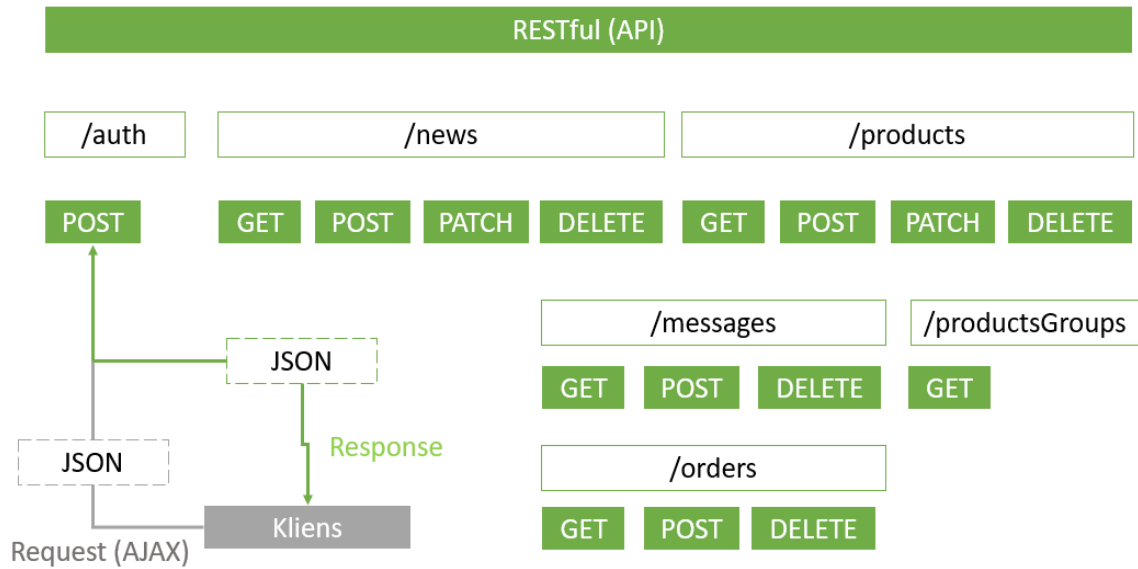 RESTful (API)
/auth
/news
/products
POST
GET
POST
PATCH
DELETE
GET
POST
PATCH
DELETE
/messages
/productsGroups
JSON
GET
POST
DELETE
GET
Response
JSON
/orders
Kliens
GET
POST
DELETE
Request (AJAX)